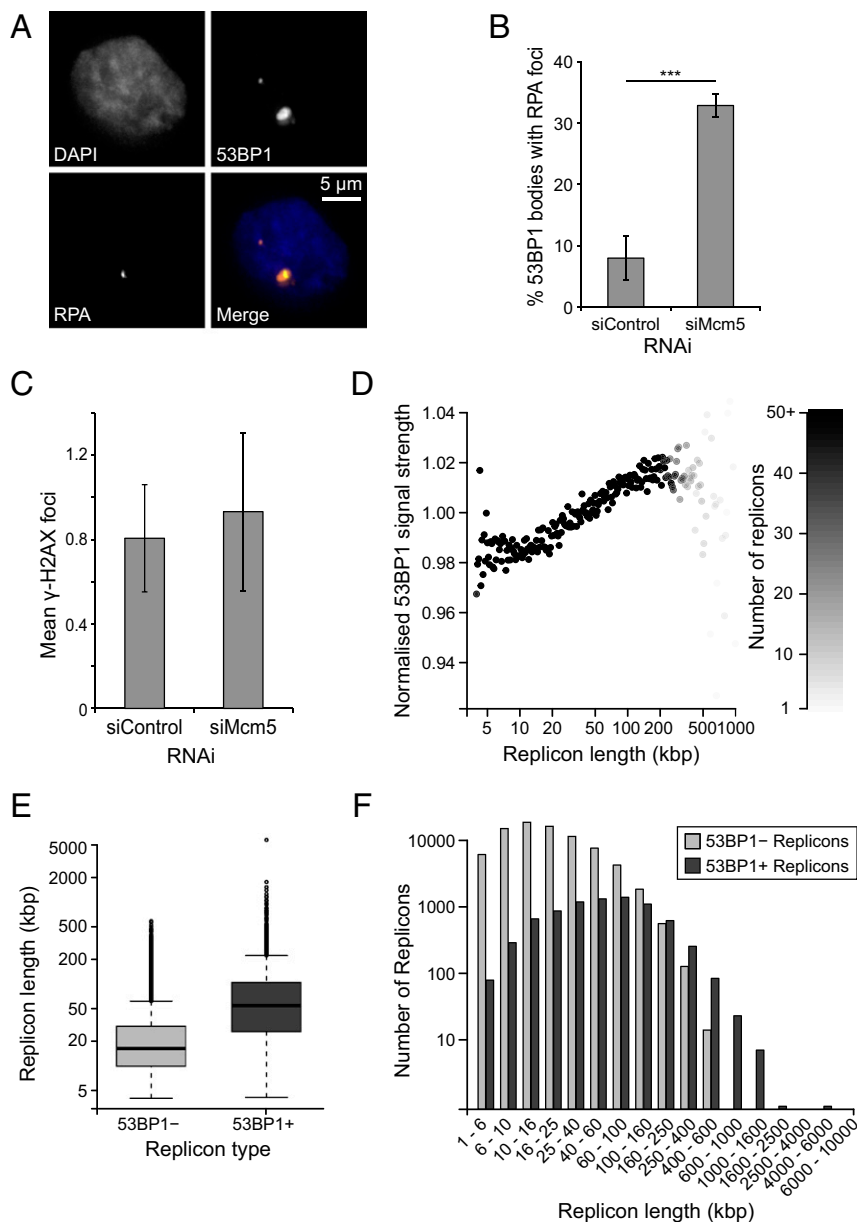 A
DAPI
53BP1
RPA
5 µm
Merge
B
% 53BP1 bodies with RPA foci
40
30
20
10
0
***
siControl
siMcm5
RNAi
C
Mean γ-H2AX foci
1.2
0.8
0.4
0
siControl
siMcm5
RNAi
D
Normalised 53BP1 signal strength
1.04
1.02
1.00
0.98
0.96
0.94
5 10 20 50 100 200 500 1000
Replicon length (kbp)
Number of replicons
50+
40
30
20
10
1
E
Replicon length (kbp)
5000
2000
500
200
50
20
5
53BP1−
53BP1+
Replicon type
F
Number of Replicons
10000
1000
100
10
53BP1− Replicons
53BP1+ Replicons
1 - 6
6 - 10
10 - 16
16 - 25
25 - 40
40 - 60
60 - 100
100 - 160
160 - 250
250 - 400
400 - 600
600 - 1000
1000 - 1600
1600 - 2500
2500 - 4000
4000 - 6000
6000 - 10000
Replicon length (kbp)